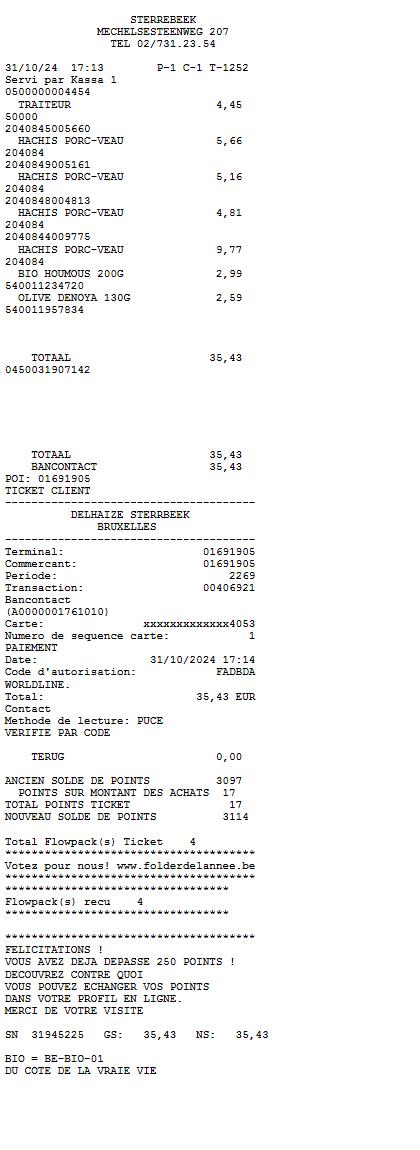 STERREBEEK
MECHELSESTEENWEG 207
TEL 02/731.23.54
31/10/24 17:13 P-1 C-1 T-1252
Servi par Kassa 1
0500000004454
TRAITEUR 4,45
50000
2040845005660
HACHIS PORC-VEAU 5,66
204084
2040849005161
HACHIS PORC-VEAU 5,16
204084
2040848004813
HACHIS PORC-VEAU 4,81
204084
2040844009775
HACHIS PORC-VEAU 9,77
204084
BIO HOUMOUS 200G 2,99
540011234720
OLIVE DENOYA 130G 2,59
540011957834
TOTAAL 35,43
0450031907142
TOTAAL 35,43
BANCONTACT 35,43
POI: 01691905
TICKET CLIENT
--------------------------------------
DELHAIZE STERRBEEK
BRUXELLES
--------------------------------------
Terminal: 01691905
Commercant: 01691905
Periode: 2269
Transaction: 00406921
Bancontact
(A0000001761010)
Carte: xxxxxxxxxxxxx4053
Numero de sequence carte: 1
PAIEMENT
Date: 31/10/2024 17:14
Code d'autorisation: FADBDA
WORLDLINE.
Total: 35,43 EUR
Contact
Methode de lecture: PUCE
VERIFIE PAR CODE
TERUG 0,00
ANCIEN SOLDE DE POINTS 3097
POINTS SUR MONTANT DES ACHATS 17
TOTAL POINTS TICKET 17
NOUVEAU SOLDE DE POINTS 3114
Total Flowpack(s) Ticket 4
**************************************
Votez pour nous! www.folderdelannee.be
**************************************
**********************************
Flowpack(s) recu 4
**********************************
**************************************
FELICITATIONS !
VOUS AVEZ DEJA DEPASSE 250 POINTS !
DECOUVREZ CONTRE QUOI
VOUS POUVEZ ECHANGER VOS POINTS
DANS VOTRE PROFIL EN LIGNE.
MERCI DE VOTRE VISITE
SN 31945225 GS: 35,43 NS: 35,43
BIO = BE-BIO-01
DU COTE DE LA VRAIE VIE